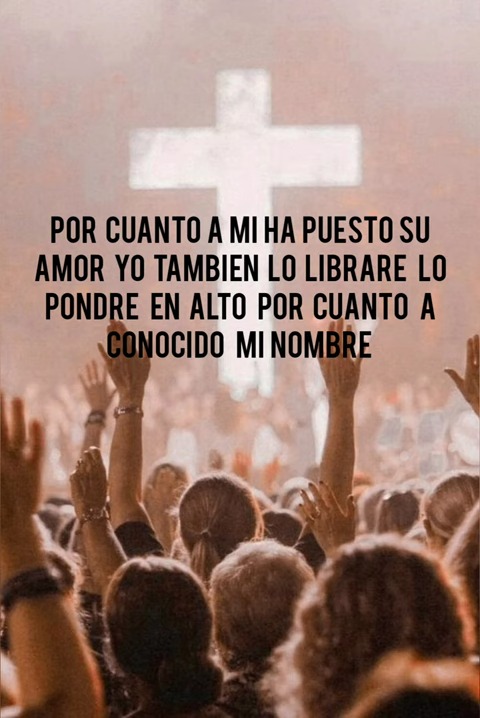 POR CUANTO A MI HA PUESTO SU
AMOR YO TAMBIEN LO LIBRARE LO
PONDRE EN ALTO POR CUANTO A
CONOCIDO MI NOMBRE